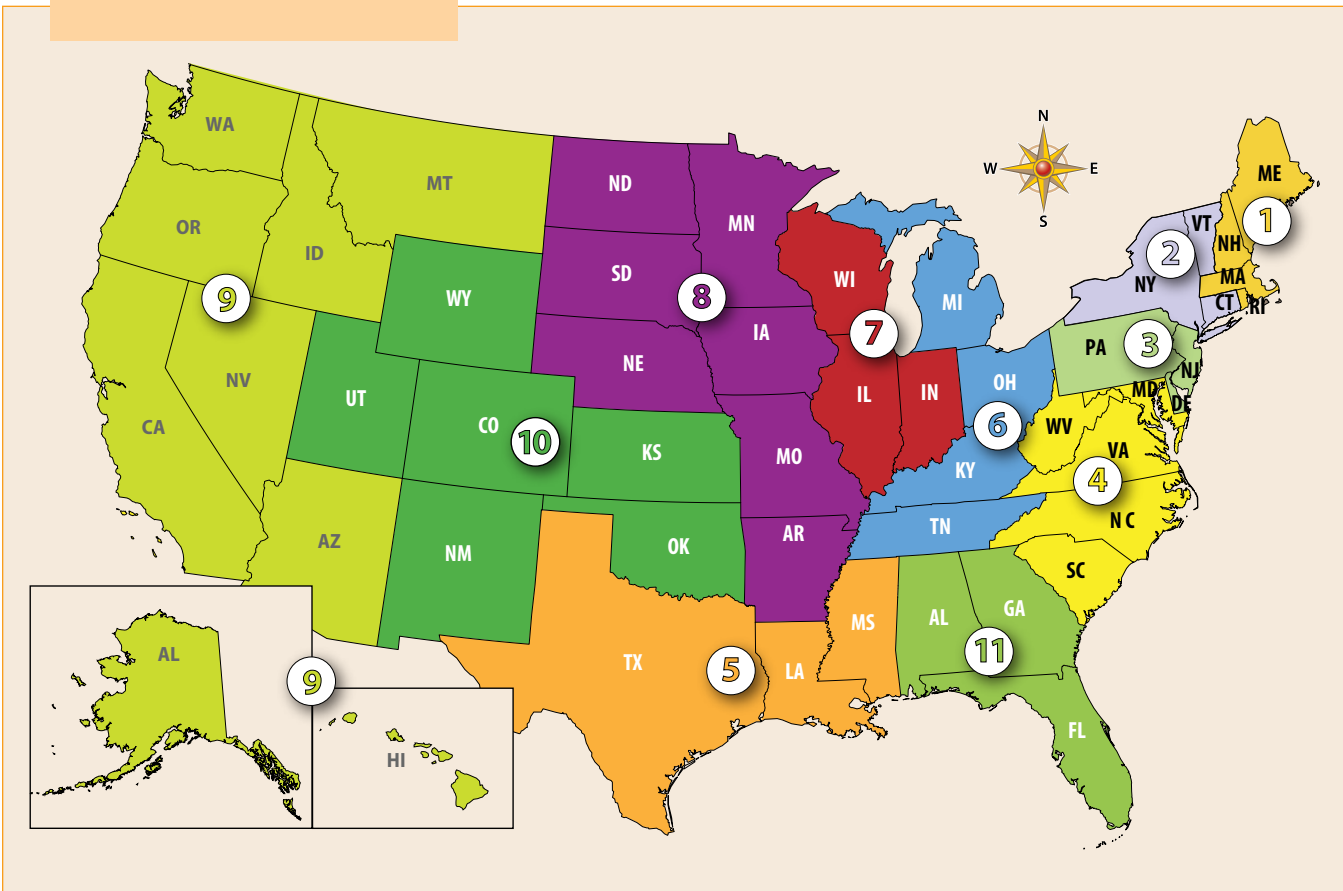 N
W E
S
WA
MT
ND
MN
ME
1
OR
ID
SD
VT
2
NH
NY
MA
CT
RI
9
WY
8
WI
MI
7
IA
PA
3
NJ
NV
UT
NE
IL
IN
OH
MD
DE
CA
CO
10
KS
MO
6
WV
VA
KY
4
AZ
NM
OK
AR
TN
N C
SC
MS
AL
GA
11
AL
9
TX
5
LA
FL
HI